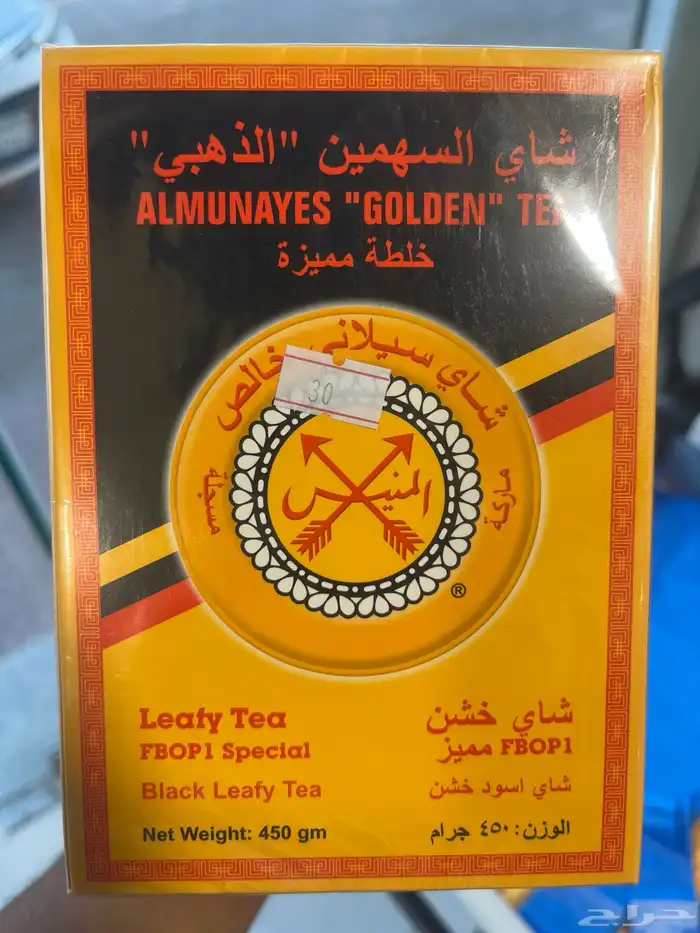 شاي السهمين "الذهبي"
ALMUNAYES "GOLDEN" TEA
خلطة مميزة
شاي سيلاني خالص
30
ماركة
مسجلة
المنيس
®
Leafy Tea
شاي خشن
FBOP1 Special
FBOP1 مميز
Black Leafy Tea
شاي اسود خشن
Net Weight: 450 gm
الوزن: ٤٥٠ جرام
حراج